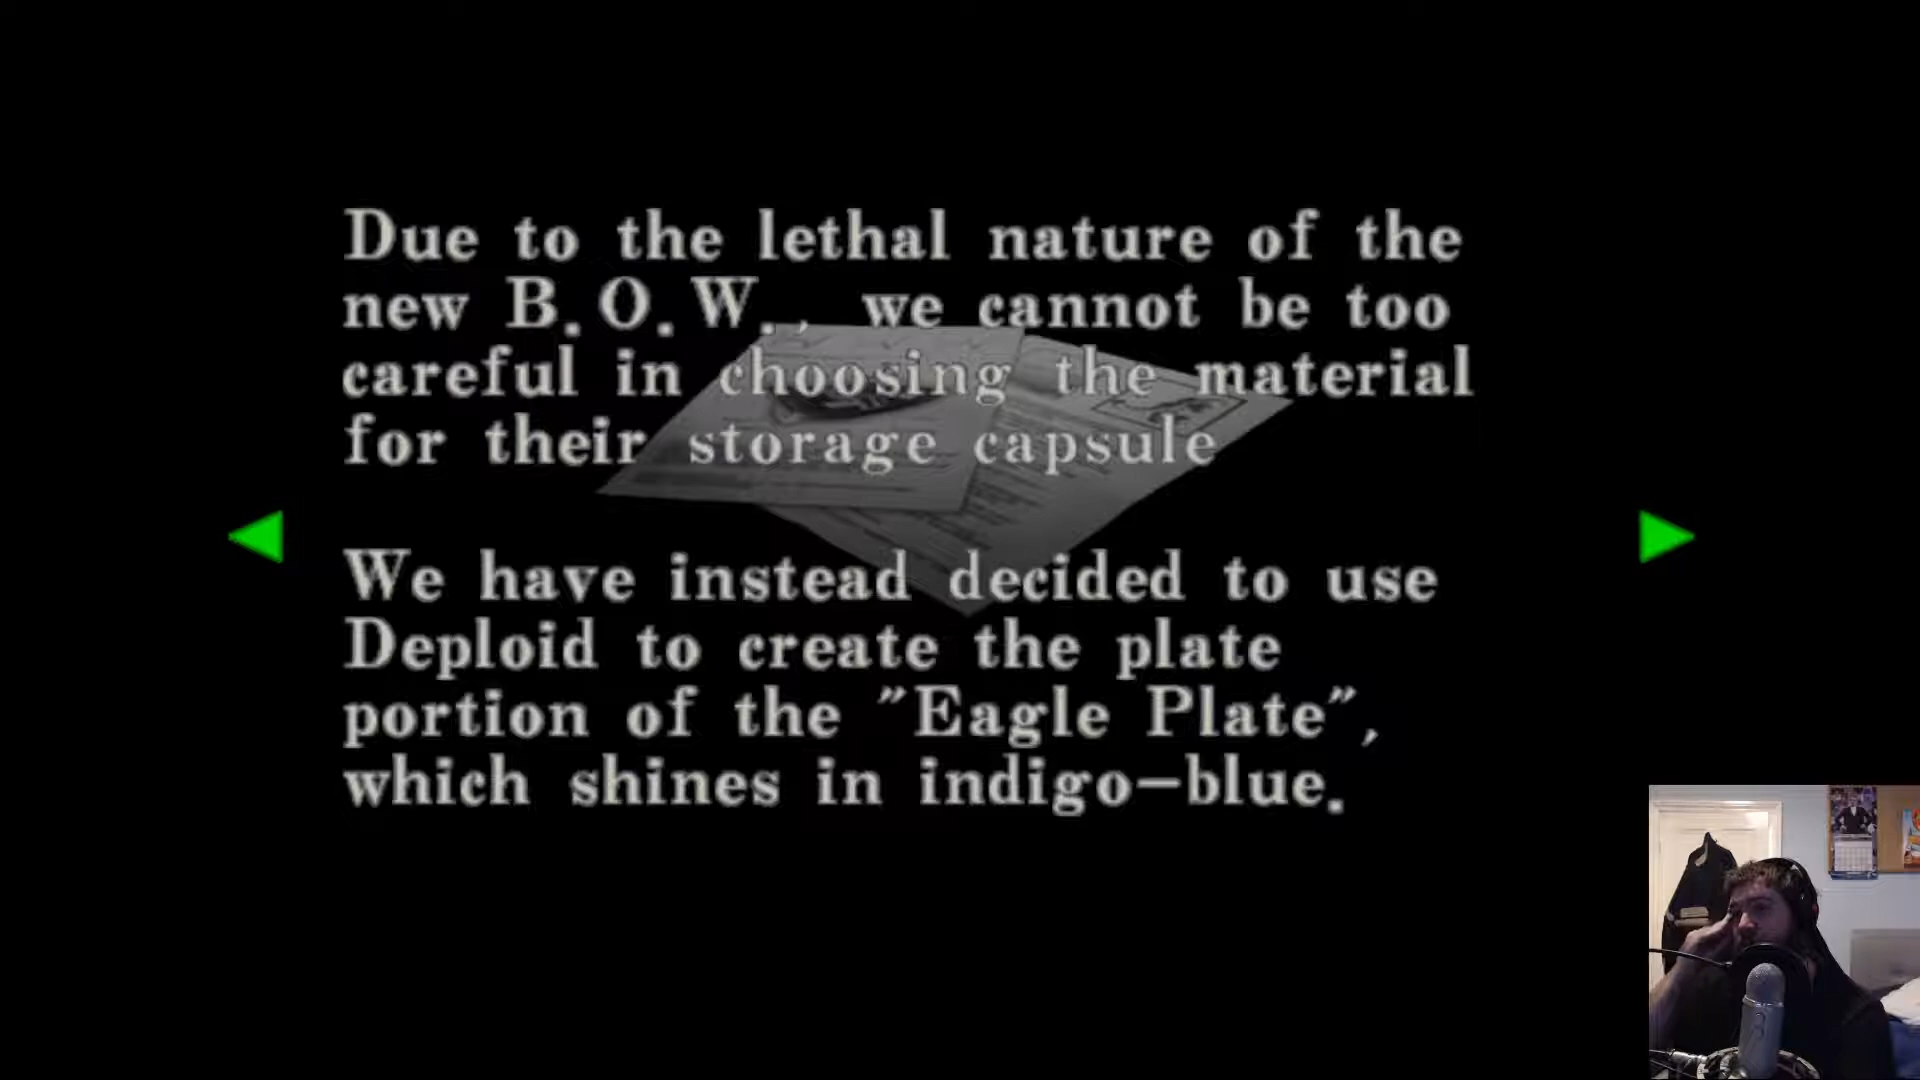 Due to the lethal nature of the
new B.O.W., we cannot be too
careful in choosing the material
for their storage capsule
We have instead decided to use
Deploid to create the plate
portion of the "Eagle Plate",
which shines in indigo-blue.